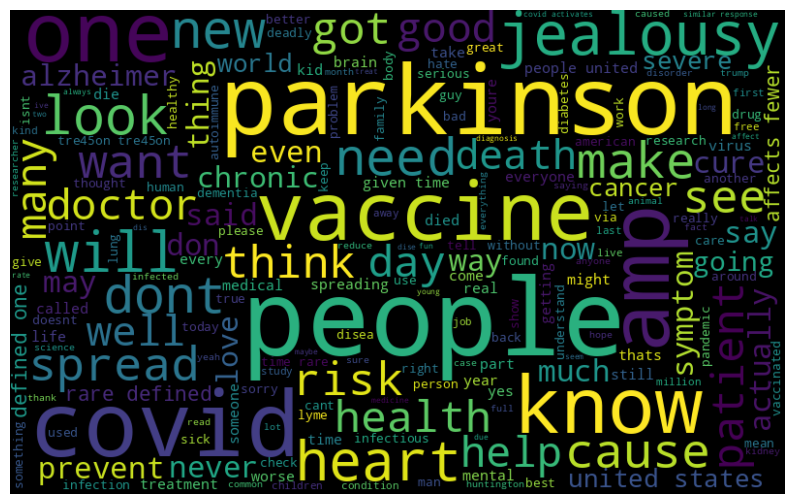 one
new
got
good
jealousy
better
deadly
covid activates
caused
similar response
alzheimer
look
thing
world
brain
kid
month
treat
take
hate
great
body
serious
guy
bad
severe
people united
disorder
trump
die
isnt
kind
always
ive
two
healthy
autoimmune
problem
family
parkinson
youre
diabetes
work
drug
free
first
long
affect
affects fewer
tre45on tre45on
want
even
need
death
diagnosis
make
american
research
virus
cure
another
thought
human
dementia
keep
chronic
given time
everyone
saying
cancer
see
researcher
many
doctor
said
point
please
died
away
vaccine
everything
let
animal
via
last
really
fact
care
say
will
don
lung
dis
every
think
day
way
without
reduce
dise
fun
tell
come
found
now
live
anyone
might
around
going
give
rate
infected
may
called
doesnt
life
science
yeah
dont
medical
true
today
spreading
use
real
young
people
job
show
getting
understand
hope
seem
amp
thats
symptom
pandemic
patient
actually
vaccinated
well
love
disea
time rare
maybe
sure
study
right
back
part
case
person
spread
risk
much
still
million
defined one
something
thank
used
rare defined
read
sick
sorry
someone
lot
covid
cant
lyme
time
check
worse
children
year
yes
health
infectious
full
due
know
help
cause
mean
kidney
prevent
never
infection
treatment
common
condition
heart
man
mental
huntington
best
united states